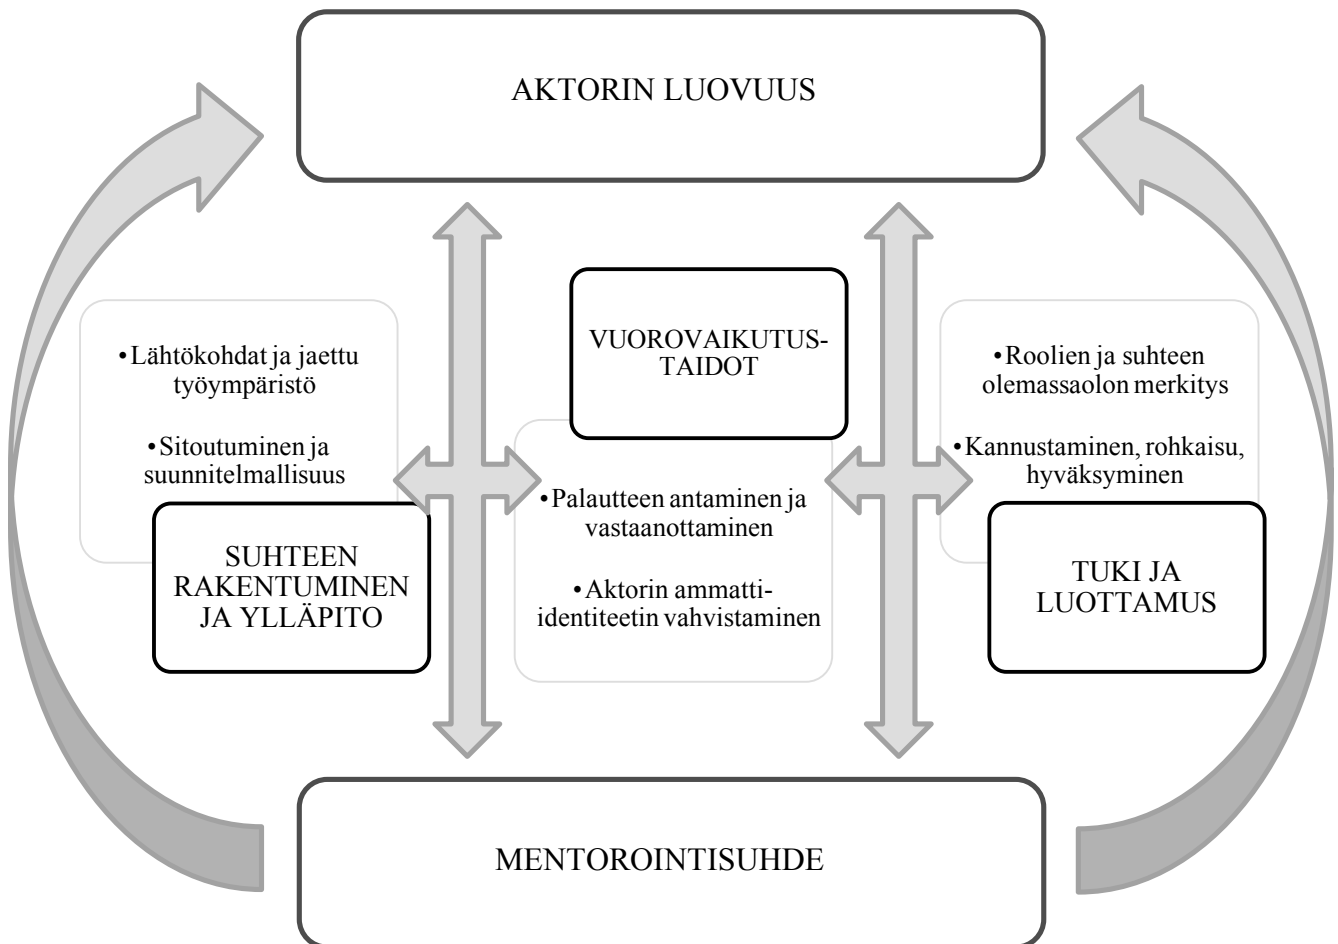 AKTORIN LUOVUUS
•Lähtökohdat ja jaettu
työympäristö
•Sitoutuminen ja
suunnitelmallisuus
SUHTEEN
RAKENTUMINEN
JA YLLÄPITO
VUOROVAIKUTUS-
TAIDOT
•Palautteen antaminen ja
vastaanottaminen
•Aktorin ammatti-
identiteetin vahvistaminen
•Roolien ja suhteen
olemassaolon merkitys
•Kannustaminen, rohkaisu,
hyväksyminen
TUKI JA
LUOTTAMUS
MENTOROINTISUHDE